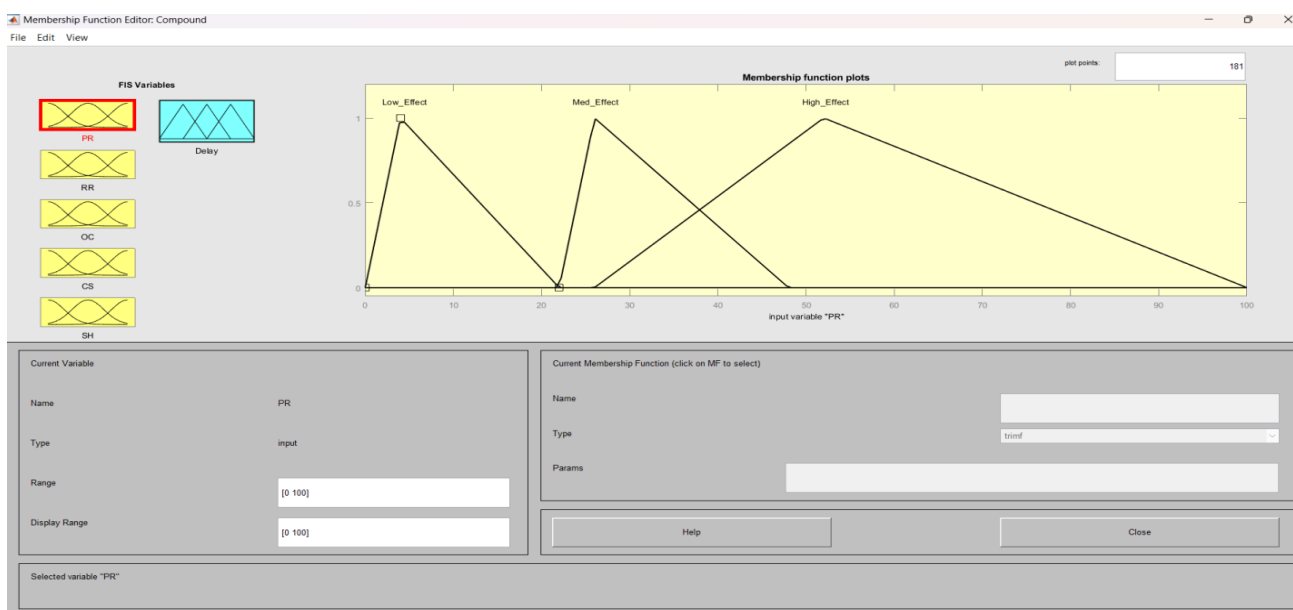 Membership Function Editor: Compound
File Edit View
FIS Variables
PR
Delay
RR
OC
CS
SH
plot points:
181
Membership function plots
Low_Effect Med_Effect High_Effect
1
0.5
0
0 10 20 30 40 50 60 70 80 90 100
input variable "PR"
Current Variable
Name PR
Type input
Range [0 100]
Display Range [0 100]
Current Membership Function (click on MF to select)
Name
Type trimf
Params
Help Close
Selected variable "PR"